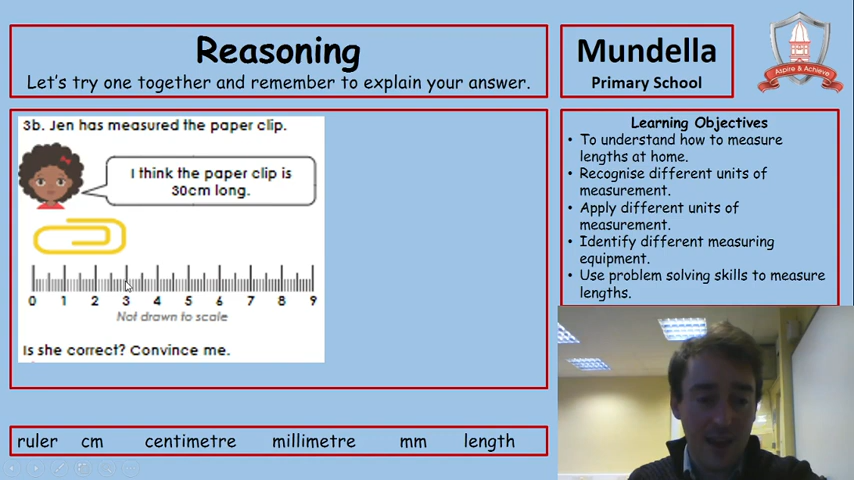 Reasoning
Let's try one together and remember to explain your answer.
Mundella
Primary School
Aspire & Achieve
3b. Jen has measured the paper clip.
I think the paper clip is
30cm long.
0 1 2 3 4 5 6 7 8 9
Not drawn to scale
Is she correct? Convince me.
Learning Objectives
• To understand how to measure
lengths at home.
• Recognise different units of
measurement.
• Apply different units of
measurement.
• Identify different measuring
equipment.
• Use problem solving skills to measure
lengths.
ruler cm centimetre millimetre mm length